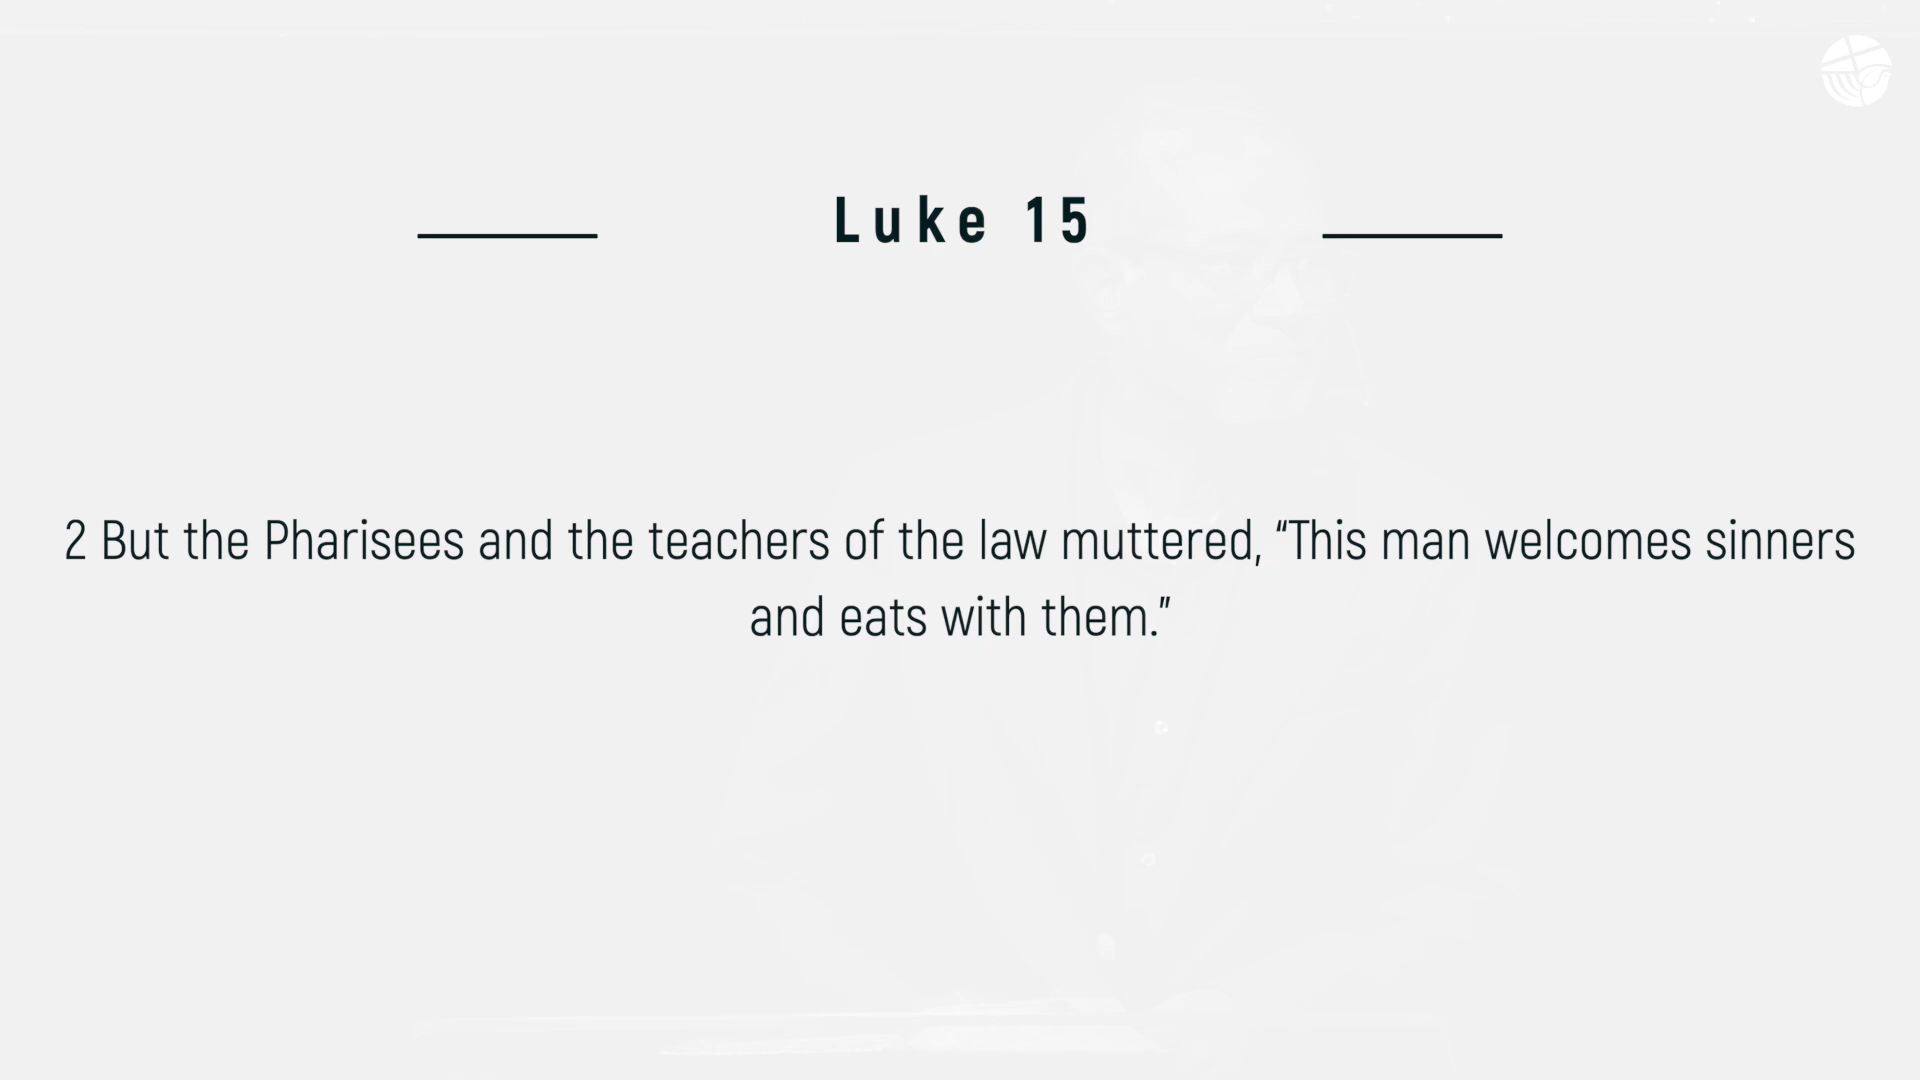 Luke 15
2 But the Pharisees and the teachers of the law muttered, “This man welcomes sinners
and eats with them.”